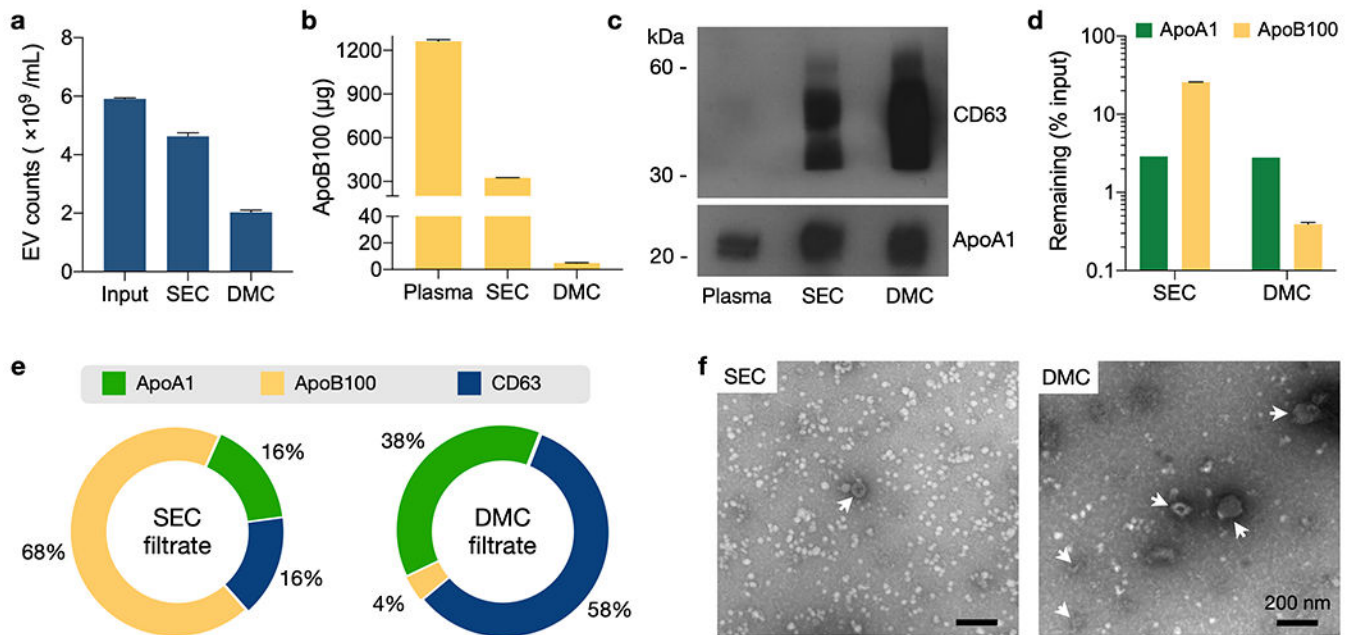 a
EV counts ( ×10⁹ /mL)
8
6
4
2
0
Input SEC DMC
b
ApoB100 (µg)
1200
900
600
300
40
20
0
Plasma SEC DMC
c
kDa
60 -
30 -
20 -
CD63
ApoA1
Plasma SEC DMC
d
ApoA1 ApoB100
Remaining (% input)
100
10
1
0.1
SEC DMC
e
ApoA1 ApoB100 CD63
16%
68%
16%
SEC
filtrate
38%
4%
58%
DMC
filtrate
f
SEC
DMC
200 nm